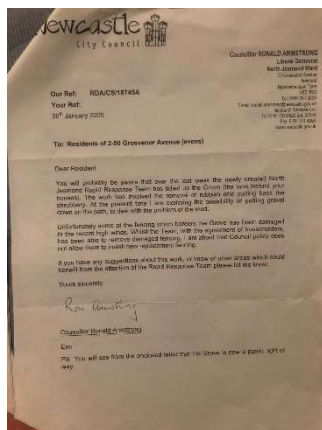 Newcastle
City Council
Councillor RONALD ARMSTRONG
Liberal Democrat
North Jesmond Ward
Our Ref: RDA/CS/18745A
Your Ref:
20th January 2005
To: Residents of 2-60 Grosvenor Avenue (evens)
Dear Resident
You will probably be aware that over the last week the newly created North
Jesmond Rapid Response Team has tidied up the Grove (the lane behind your
houses). The work has involved the removal of rubbish and cutting back the
shrubbery. At the present time I am exploring the possibility of putting gravel
down on the path, to deal with the problem of the mud.
Unfortunately some of the fencing which borders the Grove has been damaged
in the recent high winds. Whilst the Team, with the agreement of householders,
has been able to remove damaged fencing, I am afraid that Council policy does
not allow them to install new replacement fencing.
If you have any suggestions about this work, or know of other areas which could
benefit from the attention of the Rapid Response Team please let me know.
Yours sincerely
Ron Armstrong
Councillor Ronald Armstrong
Enc
PS You will see from the enclosed letter that the Grove is now a public right of
way.